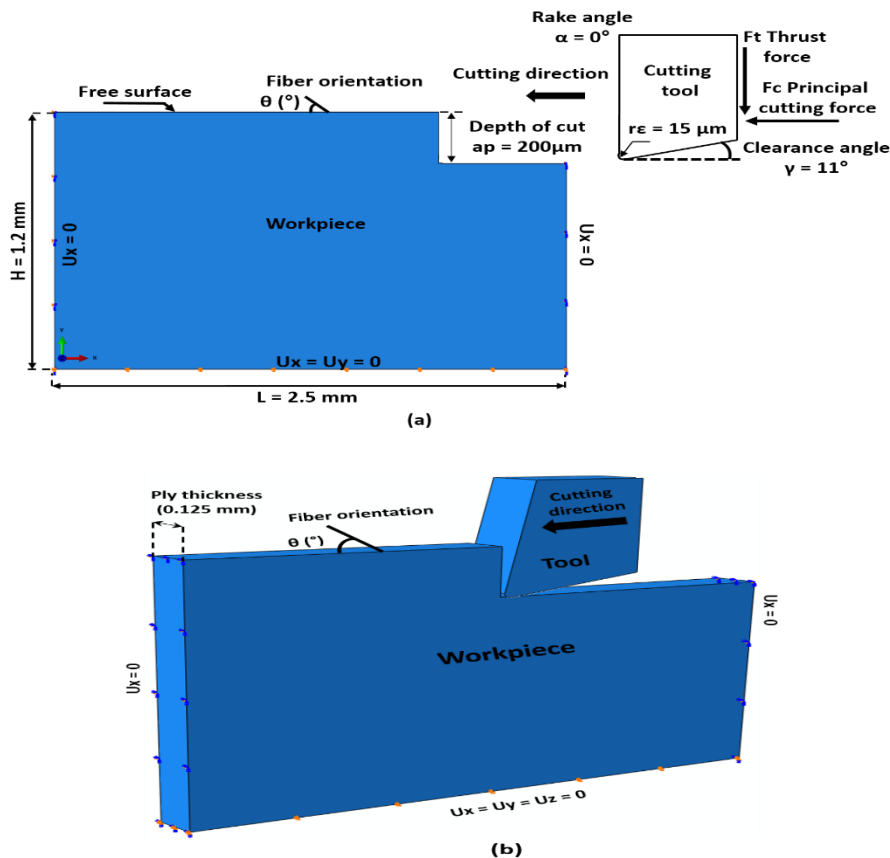 Rake angle
α = 0°
Ft Thrust
force
Cutting direction
Cutting
tool
Fc Principal
cutting force
Free surface
Fiber orientation
θ (°)
Depth of cut
ap = 200μm
rε = 15 μm
Clearance angle
γ = 11°
H = 1.2 mm
Ux = 0
Workpiece
Ux = 0
Y
X
Ux = Uy = 0
L = 2.5 mm
(a)
Ply thickness
(0.125 mm)
Fiber orientation
θ (°)
Cutting
direction
Tool
Ux = 0
Workpiece
Ux = 0
Ux = Uy = Uz = 0
(b)